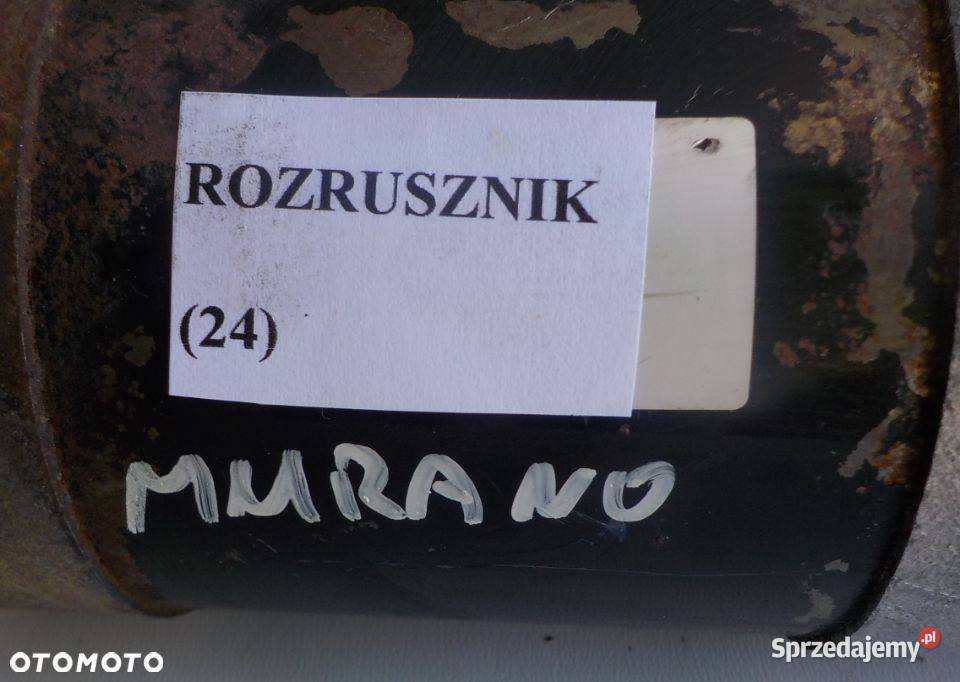 ROZRUSZNIK
(24)
MURANO
OTOMOTO
Sprzedajemy.pl